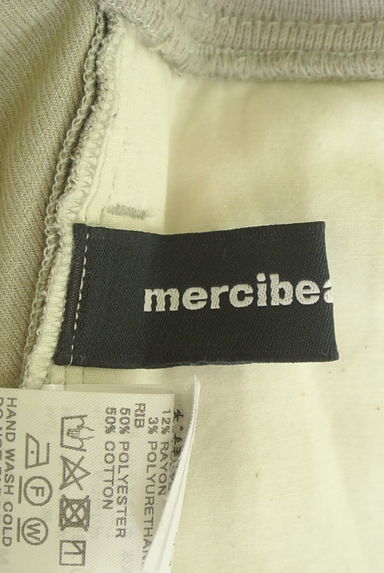 mercibea
12% RAYON
3% POLYURETHAN
RIB
50% POLYESTER
50% COTTON
F
W
HAND WASH COLD